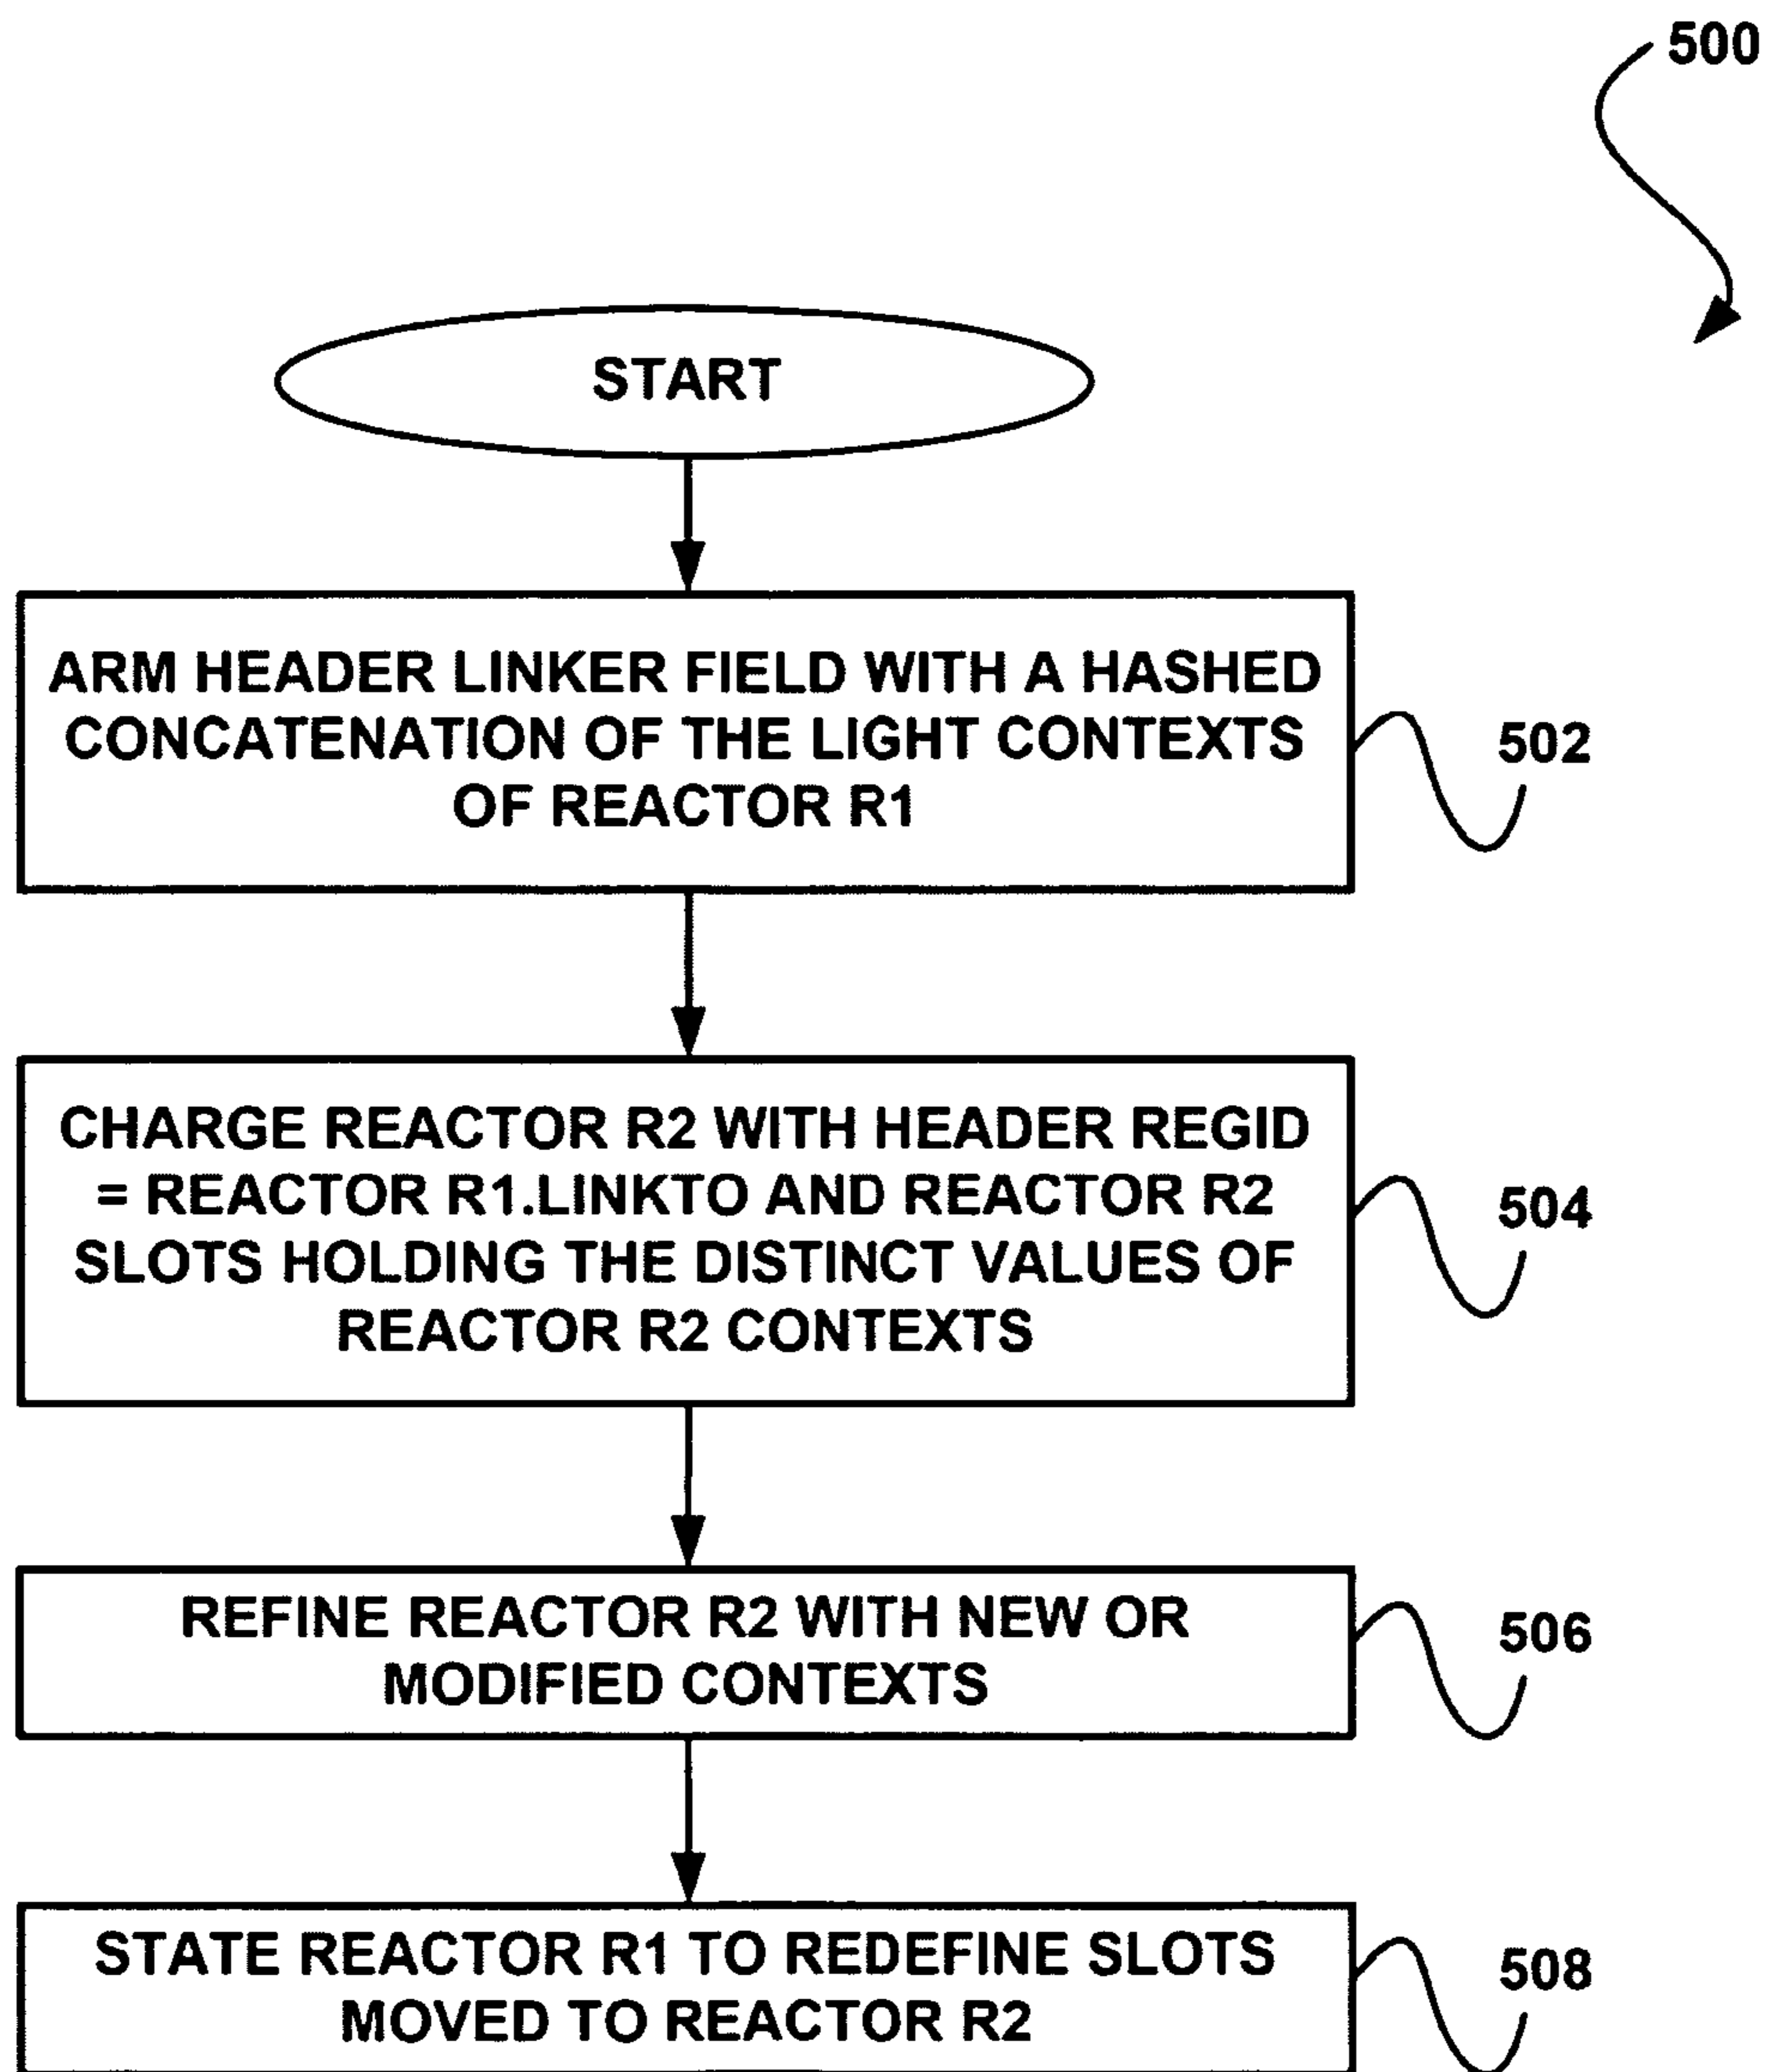 500
START
ARM HEADER LINKER FIELD WITH A HASHED
CONCATENATION OF THE LIGHT CONTEXTS
OF REACTOR R1
502
CHARGE REACTOR R2 WITH HEADER REGID
= REACTOR R1.LINKTO AND REACTOR R2
SLOTS HOLDING THE DISTINCT VALUES OF
REACTOR R2 CONTEXTS
504
REFINE REACTOR R2 WITH NEW OR
MODIFIED CONTEXTS
506
STATE REACTOR R1 TO REDEFINE SLOTS
MOVED TO REACTOR R2
508